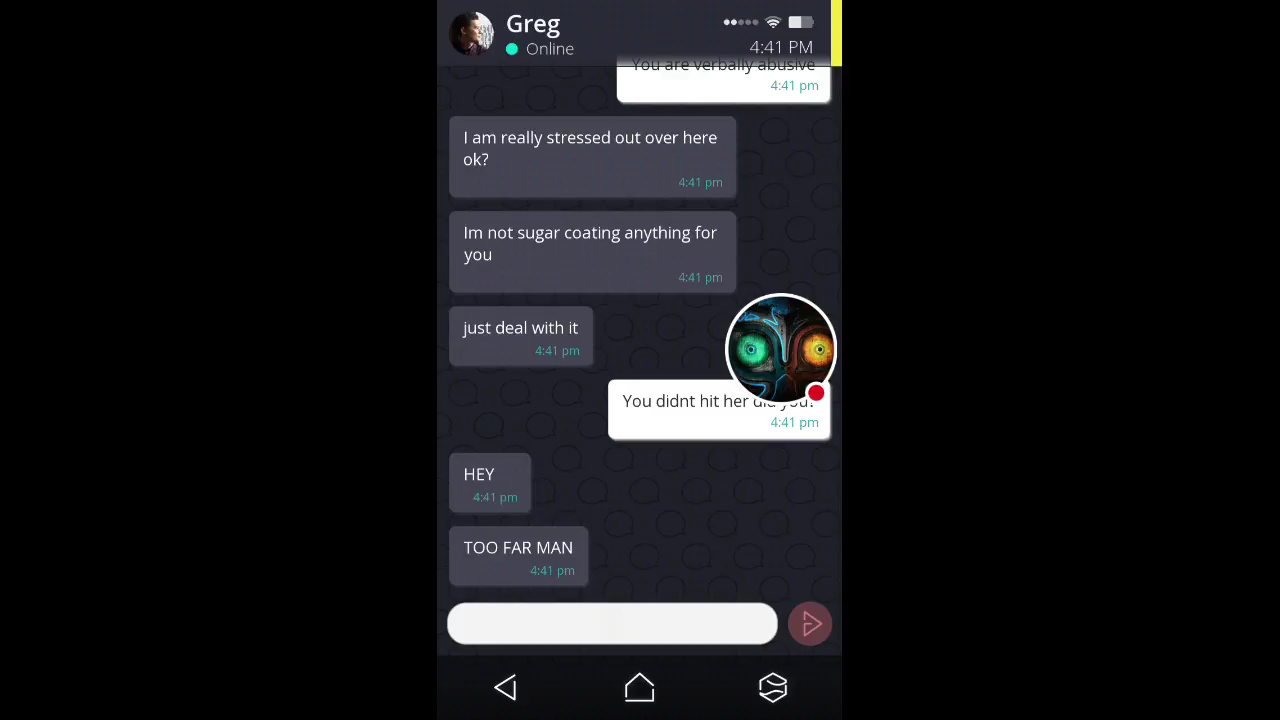 Greg
Online
4:41 PM
You are verbally abusive
4:41 pm
I am really stressed out over here
ok?
4:41 pm
Im not sugar coating anything for
you
4:41 pm
just deal with it
4:41 pm
You didnt hit her did you?
4:41 pm
HEY
4:41 pm
TOO FAR MAN
4:41 pm